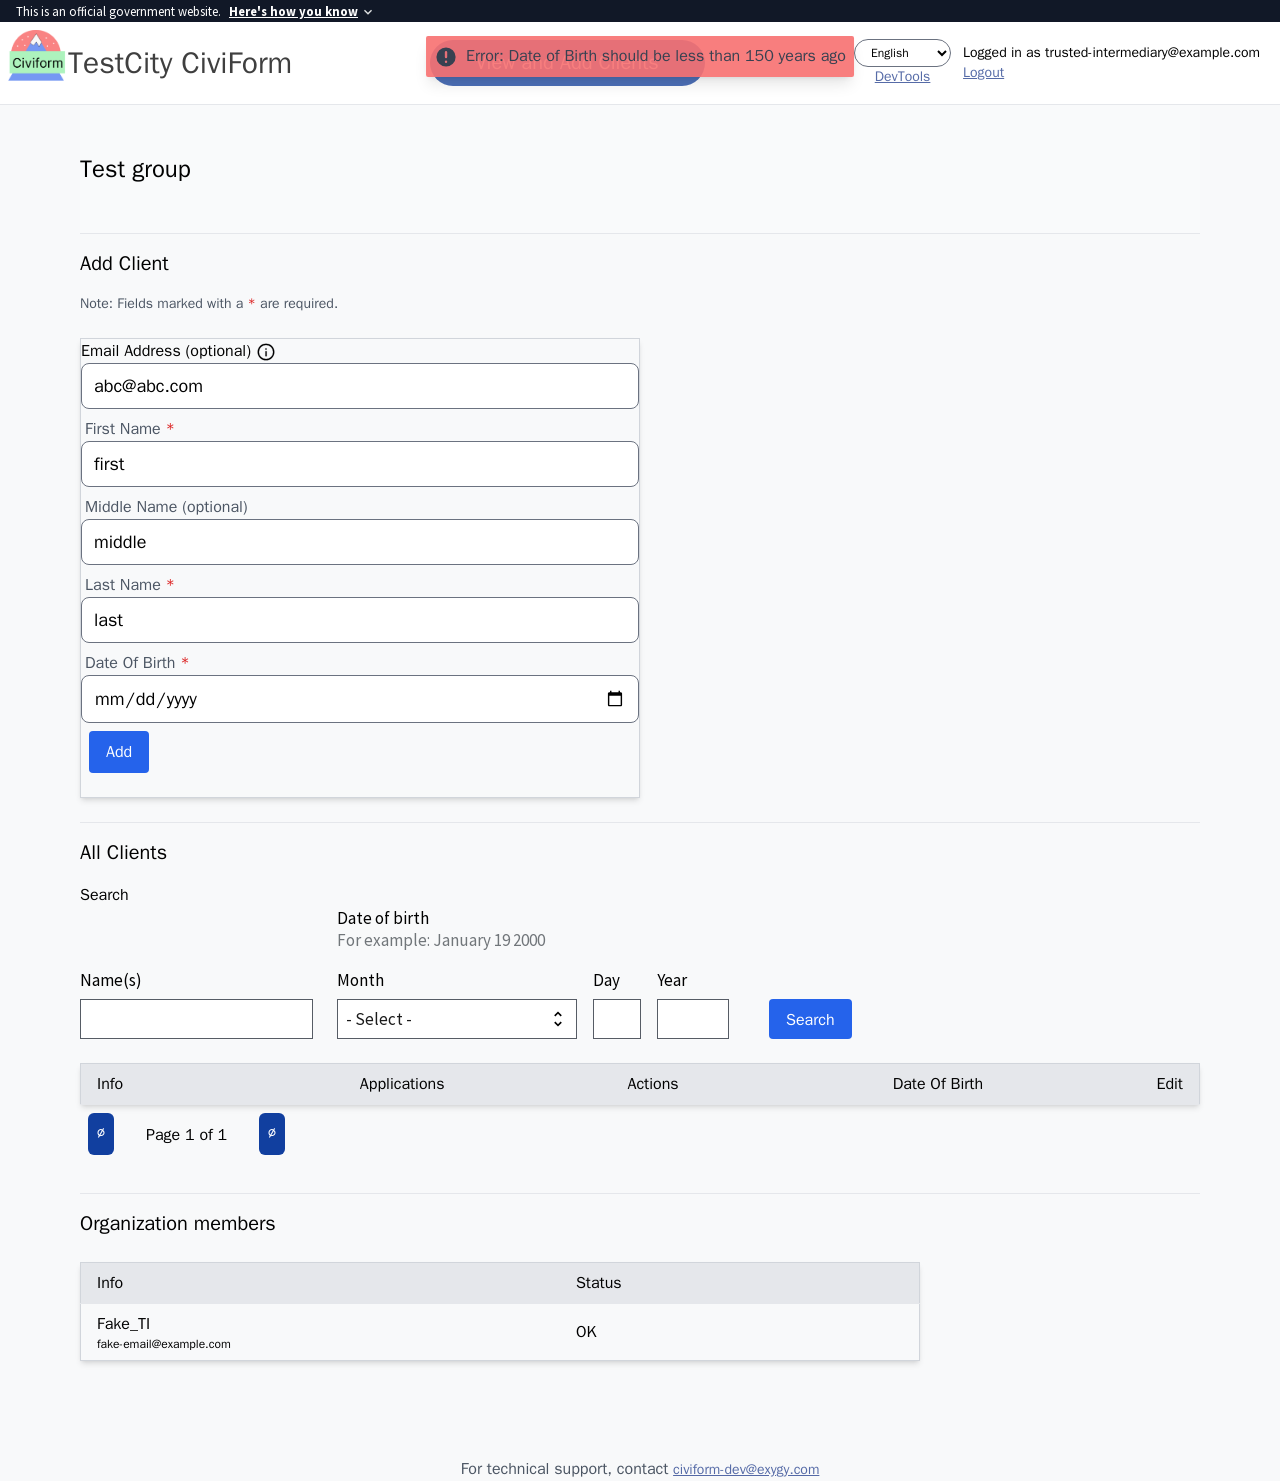 This is an official government website. Here's how you know
Civiform TestCity CiviForm
View and Add Clients
Error: Date of Birth should be less than 150 years ago
English
DevTools
Logged in as trusted-intermediary@example.com
Logout
Test group
Add Client
Note: Fields marked with a * are required.
Email Address (optional)
abc@abc.com
First Name *
first
Middle Name (optional)
middle
Last Name *
last
Date Of Birth *
mm/dd/yyyy
Add
All Clients
Search
Date of birth
For example: January 19 2000
Name(s) Month Day Year
- Select - Search
Info Applications Actions Date Of Birth Edit
∅ Page 1 of 1 ∅
Organization members
Info Status
Fake_TI
fake-email@example.com
OK
For technical support, contact civiform-dev@exygy.com